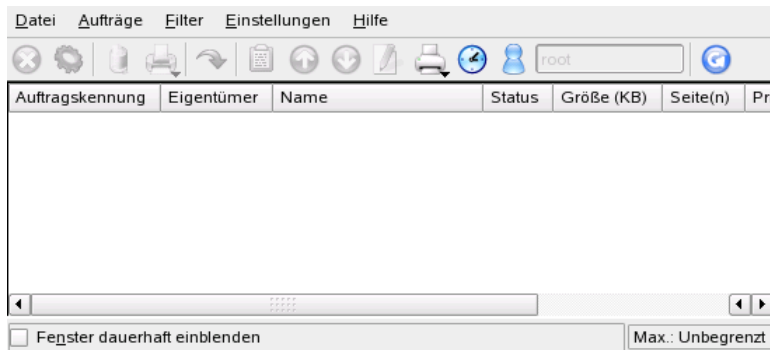 Datei Aufträge Filter Einstellungen Hilfe
root
Auftragskennung Eigentümer Name Status Größe (KB) Seite(n) Pr
Fenster dauerhaft einblenden Max.: Unbegrenzt